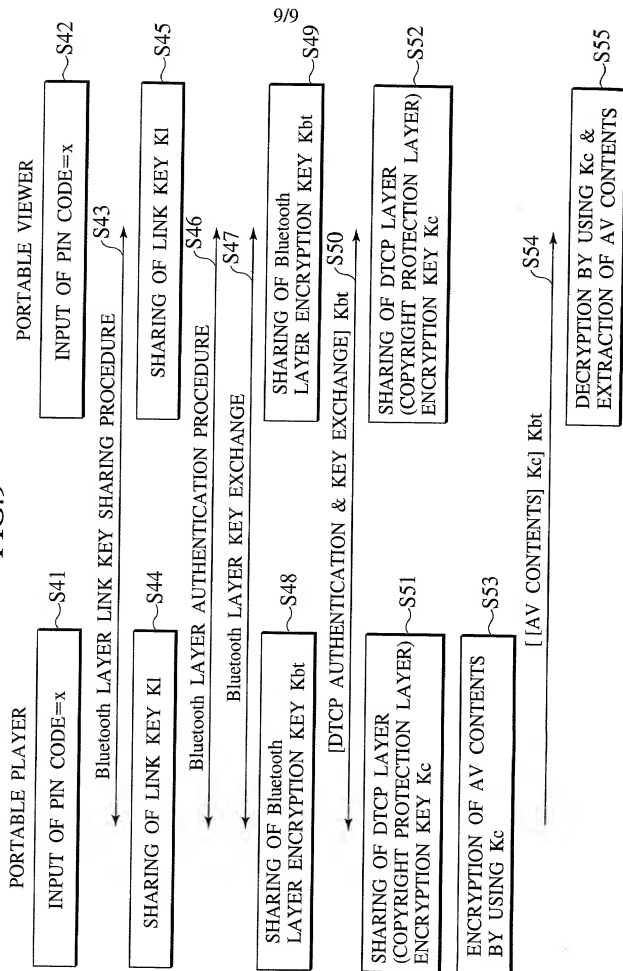 9/9
FIG.9
PORTABLE PLAYER
PORTABLE VIEWER
INPUT OF PIN CODE=x
S41
INPUT OF PIN CODE=x
S42
Bluetooth LAYER LINK KEY SHARING PROCEDURE
S43
SHARING OF LINK KEY Kl
S44
SHARING OF LINK KEY Kl
S45
Bluetooth LAYER AUTHENTICATION PROCEDURE
S46
Bluetooth LAYER KEY EXCHANGE
S47
SHARING OF Bluetooth
LAYER ENCRYPTION KEY Kbt
S48
SHARING OF Bluetooth
LAYER ENCRYPTION KEY Kbt
S49
[DTCP AUTHENTICATION & KEY EXCHANGE] Kbt
S50
SHARING OF DTCP LAYER
(COPYRIGHT PROTECTION LAYER)
ENCRYPTION KEY Kc
S51
SHARING OF DTCP LAYER
(COPYRIGHT PROTECTION LAYER)
ENCRYPTION KEY Kc
S52
ENCRYPTION OF AV CONTENTS
BY USING Kc
S53
[ [AV CONTENTS] Kc] Kbt
S54
DECRYPTION BY USING Kc &
EXTRACTION OF AV CONTENTS
S55